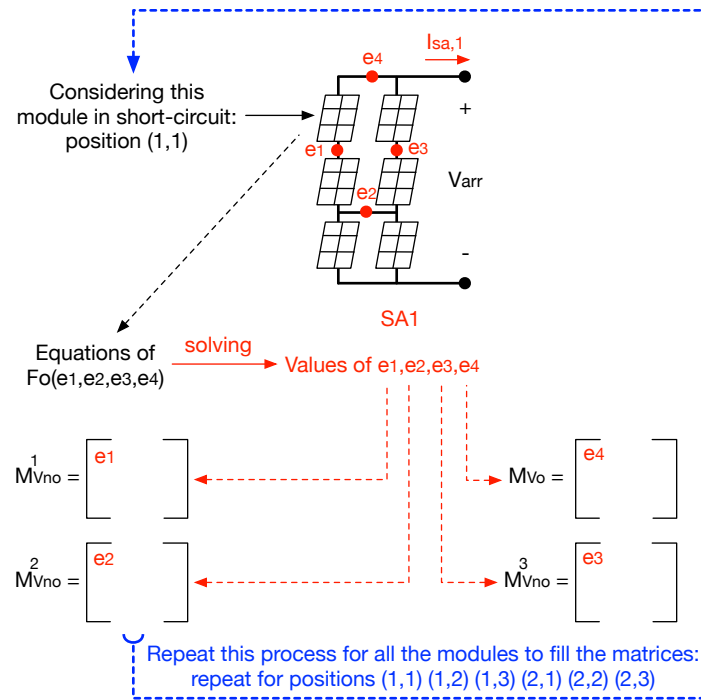 Isa,1
e4
Considering this
module in short-circuit:
position (1,1)
+
e1
e3
Varr
e2
-
SA1
Equations of
Fo(e1,e2,e3,e4)
solving
Values of e1,e2,e3,e4
M¹Vno = e1
MVo = e4
M²Vno = e2
M³Vno = e3
Repeat this process for all the modules to fill the matrices:
repeat for positions (1,1) (1,2) (1,3) (2,1) (2,2) (2,3)